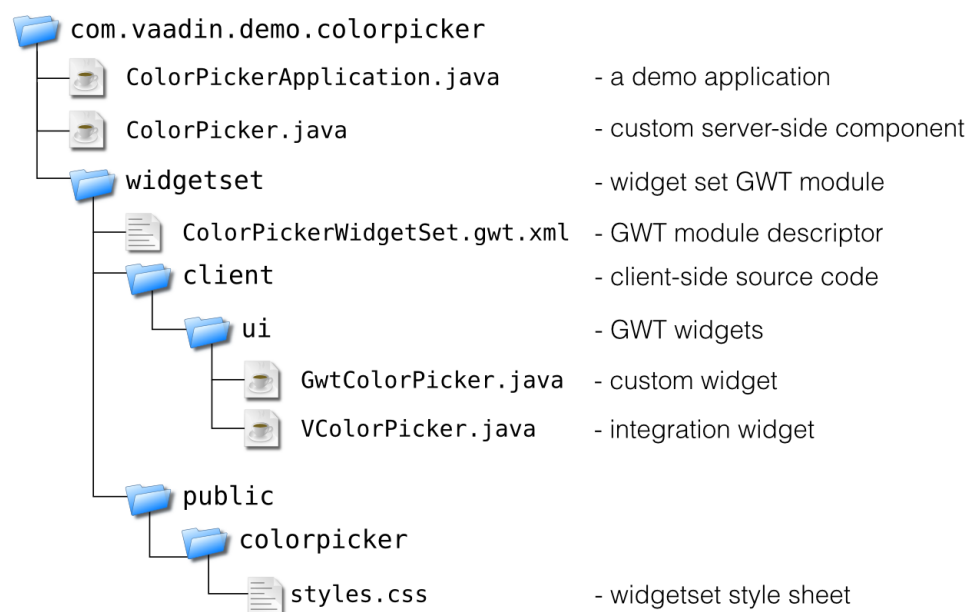 com.vaadin.demo.colorpicker
ColorPickerApplication.java - a demo application
ColorPicker.java - custom server-side component
widgetset - widget set GWT module
ColorPickerWidgetSet.gwt.xml - GWT module descriptor
client - client-side source code
ui - GWT widgets
GwtColorPicker.java - custom widget
VColorPicker.java - integration widget
public
colorpicker
styles.css - widgetset style sheet